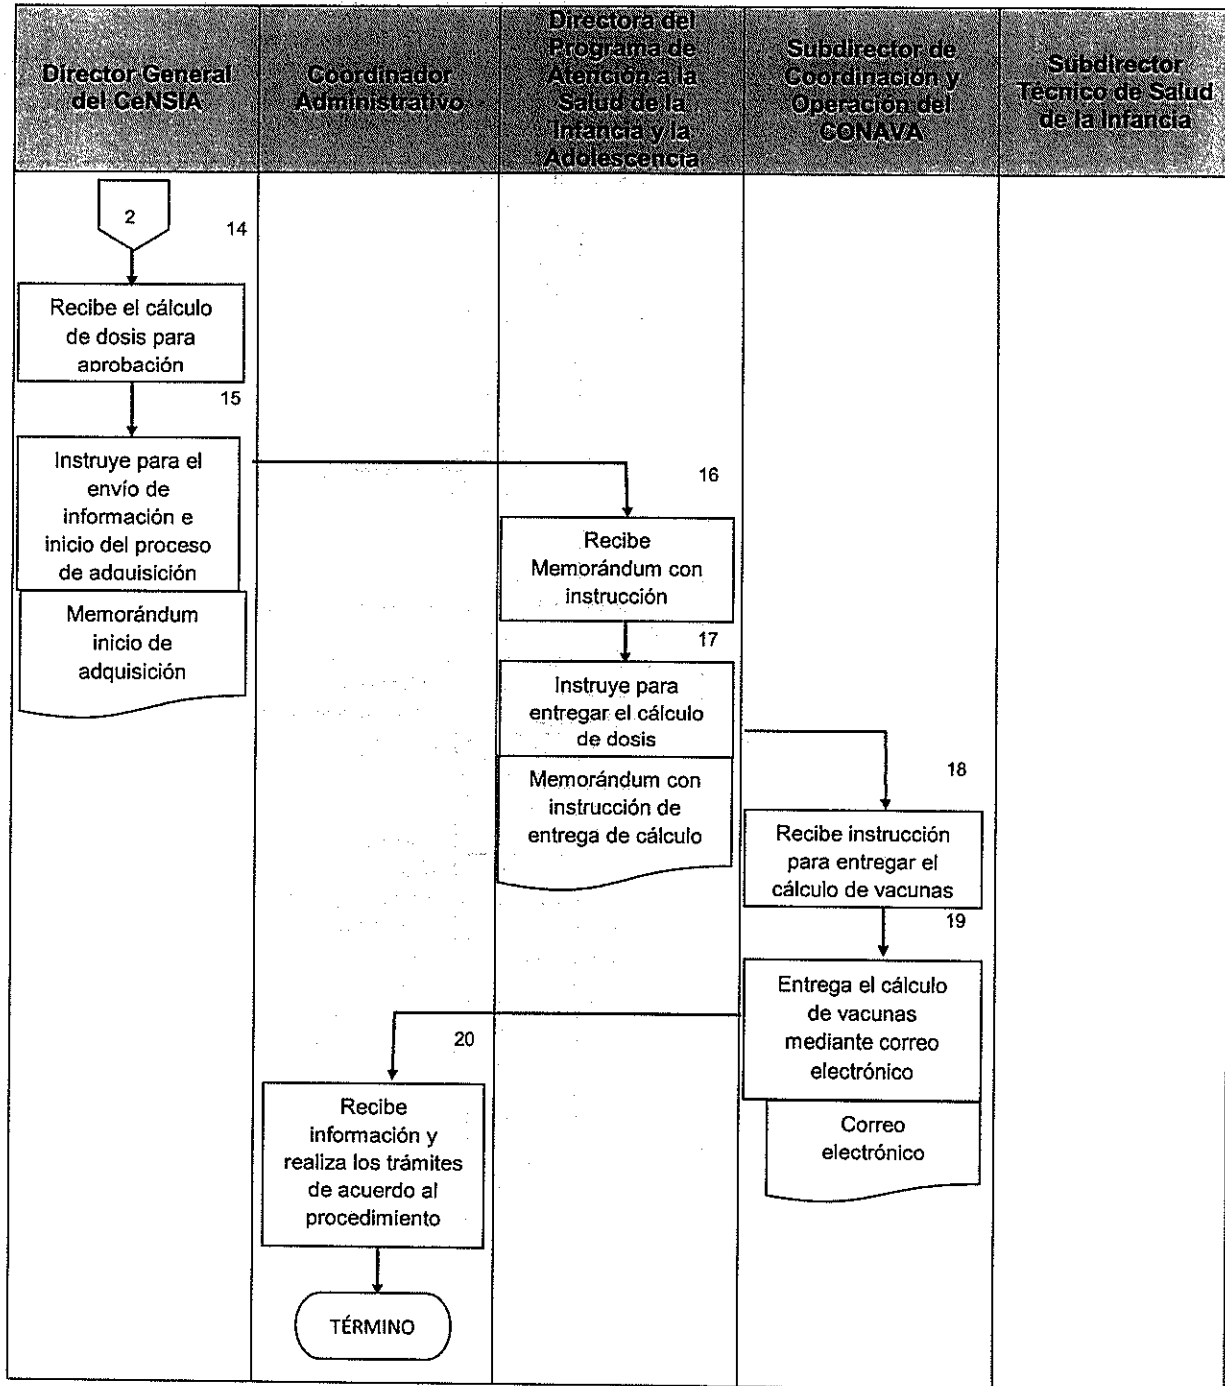 Director General
del CeNSIA
Coordinador
Administrativo
Directora del
Programa de
Atención a la
Salud de la
Infancia y la
Adolescencia
Subdirector de
Coordinación y
Operación del
CONAVA
Subdirector
Técnico de Salud
de la Infancia
2
14
Recibe el cálculo
de dosis para
aprobación
15
Instruye para el
envío de
información e
inicio del proceso
de adquisición
Memorándum
inicio de
adquisición
16
Recibe
Memorándum con
instrucción
17
Instruye para
entregar el cálculo
de dosis
Memorándum con
instrucción de
entrega de cálculo
18
Recibe instrucción
para entregar el
cálculo de vacunas
19
Entrega el cálculo
de vacunas
mediante correo
electrónico
Correo
electrónico
20
Recibe
información y
realiza los trámites
de acuerdo al
procedimiento
TÉRMINO